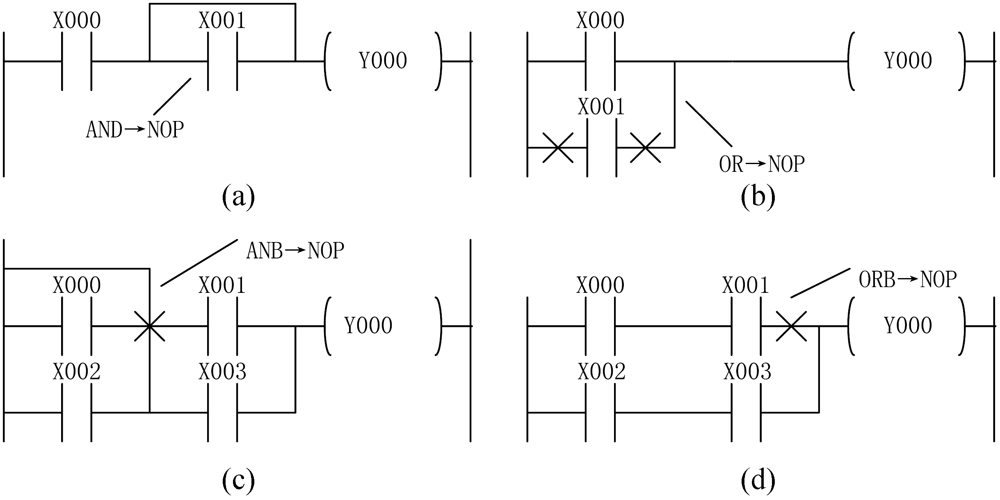 X000 X001
Y000
AND→NOP
(a)
X000
Y000
X001
OR→NOP
(b)
ANB→NOP
X000 X001
Y000
X002 X003
(c)
ORB→NOP
X000 X001
Y000
X002 X003
(d)